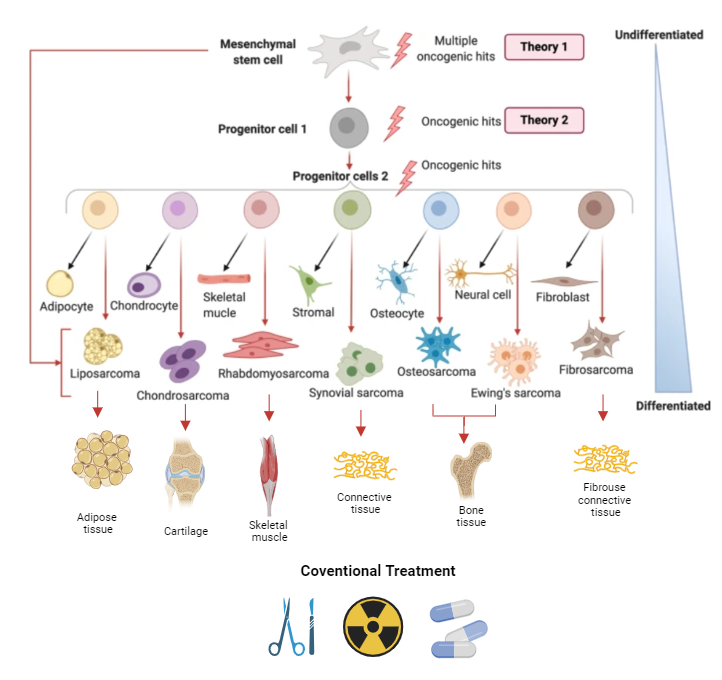 Undifferentiated
Mesenchymal
stem cell
Multiple
oncogenic hits
Theory 1
Progenitor cell 1
Oncogenic hits
Theory 2
Oncogenic hits
Progenitor cells 2
Adipocyte
Chondrocyte
Skeletal
mucle
Stromal
Osteocyte
Neural cell
Fibroblast
Liposarcoma
Chondrosarcoma
Rhabdomyosarcoma
Synovial sarcoma
Osteosarcoma
Ewing's sarcoma
Fibrosarcoma
Differentiated
Adipose
tissue
Cartilage
Skeletal
muscle
Connective
tissue
Bone
tissue
Fibrouse
connective
tissue
Coventional Treatment